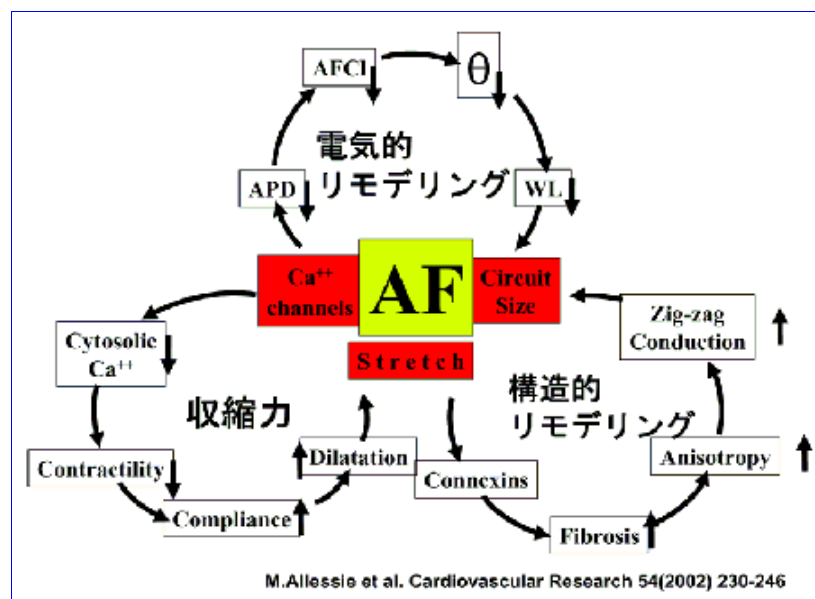 AFCl
θ
電気的
リモデリング
APD
WL
Ca++
channels
AF
Circuit
Size
Stretch
Zig-zag
Conduction
Cytosolic
Ca++
収縮力
構造的
リモデリング
Contractility
Dilatation
Connexins
Anisotropy
Compliance
Fibrosis
M.Allessie et al. Cardiovascular Research 54(2002) 230-246